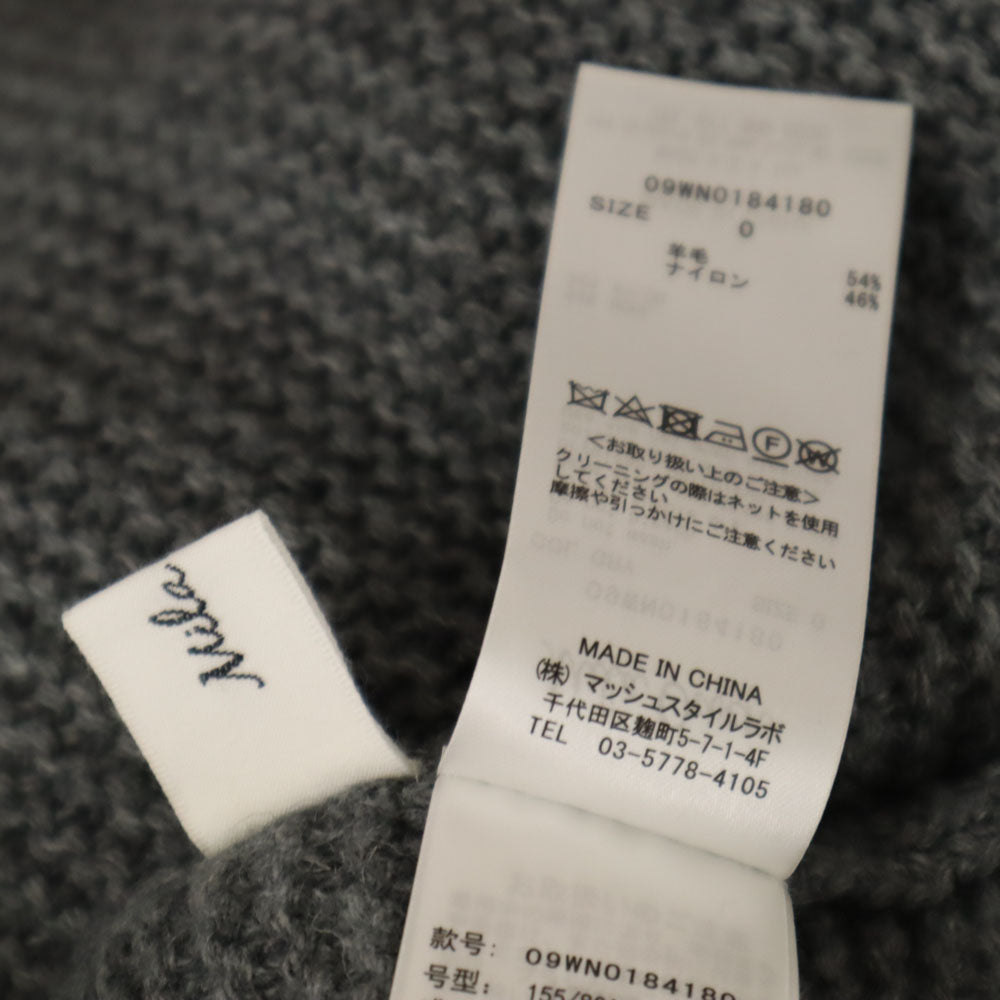 09WNO184180
SIZE 0
羊毛 54%
ナイロン 46%
F
W
<お取り扱い上のご注意>
クリーニングの際はネットを使用
してください
摩擦や引っかけにご注意ください
MADE IN CHINA
(株) マッシュスタイルラボ
千代田区麹町5-7-1-4F
TEL 03-5778-4105
Mila
款号: 09WNO184180
号型: